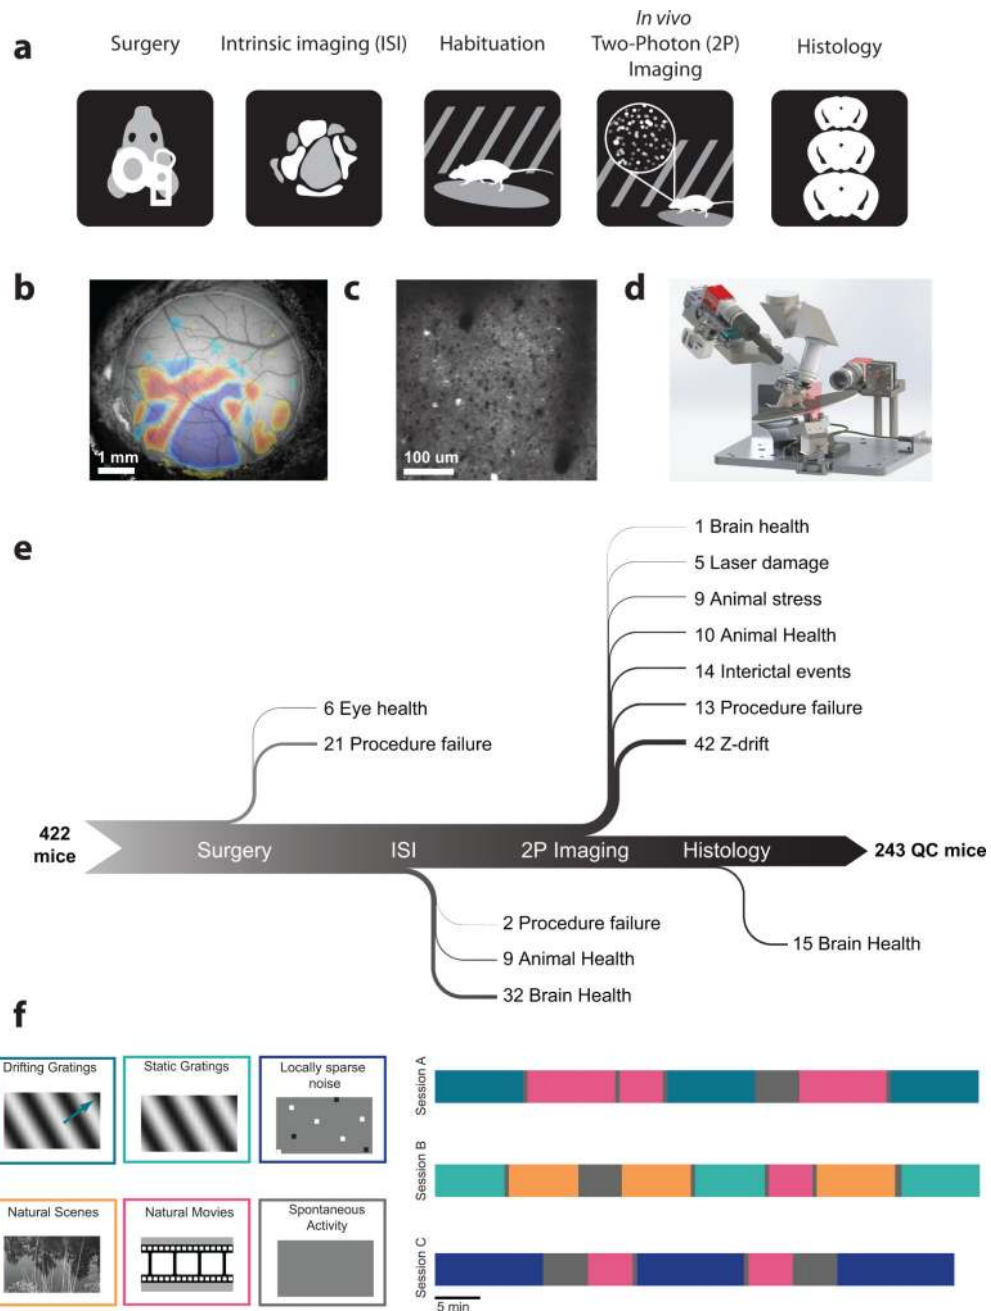 a
Surgery
Intrinsic imaging (ISI)
Habituation
In vivo
Two-Photon (2P)
Imaging
Histology
b
1 mm
c
100 um
d
e
1 Brain health
5 Laser damage
9 Animal stress
10 Animal Health
14 Interictal events
13 Procedure failure
42 Z-drift
6 Eye health
21 Procedure failure
422
mice
Surgery
ISI
2P Imaging
Histology
243 QC mice
2 Procedure failure
9 Animal Health
32 Brain Health
15 Brain Health
f
Drifting Gratings
Static Gratings
Locally sparse
noise
Natural Scenes
Natural Movies
Spontaneous
Activity
Session A
Session B
Session C
5 min